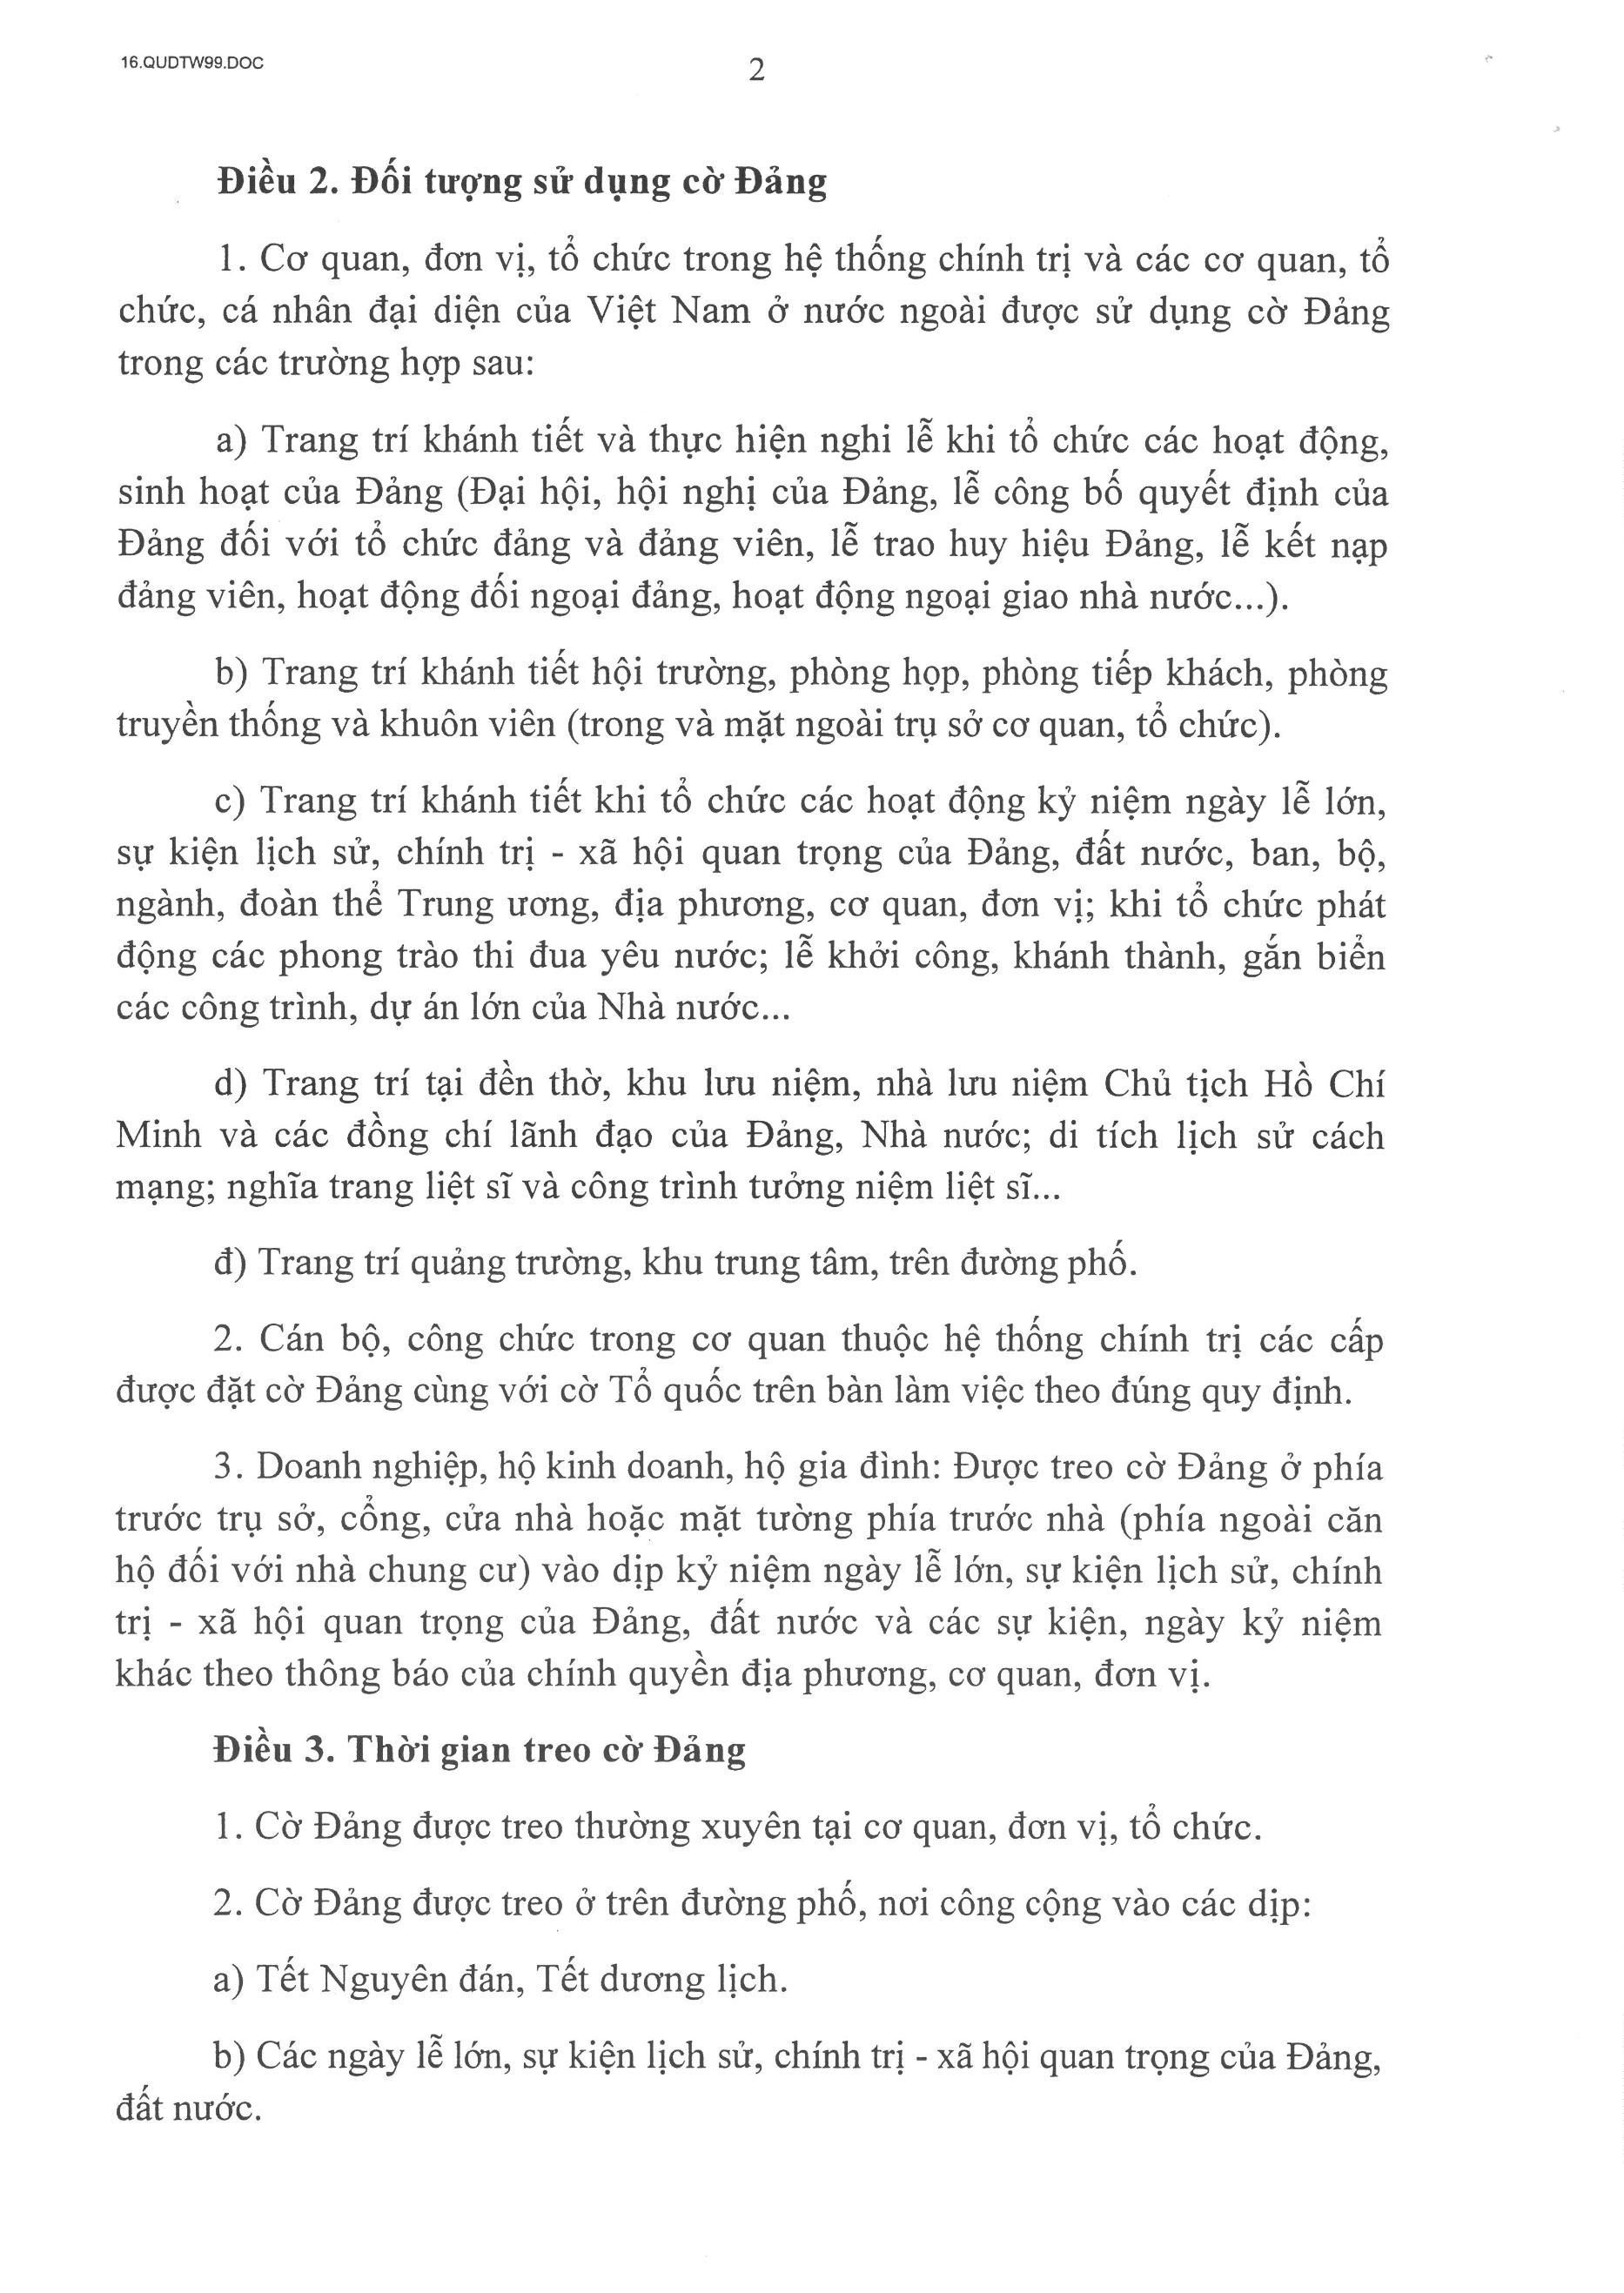 16.QUDTW99.DOC
2
Điều 2. Đối tượng sử dụng cờ Đảng
1. Cơ quan, đơn vị, tổ chức trong hệ thống chính trị và các cơ quan, tổ
chức, cá nhân đại diện của Việt Nam ở nước ngoài được sử dụng cờ Đảng
trong các trường hợp sau:
a) Trang trí khánh tiết và thực hiện nghi lễ khi tổ chức các hoạt động,
sinh hoạt của Đảng (Đại hội, hội nghị của Đảng, lễ công bố quyết định của
Đảng đối với tổ chức đảng và đảng viên, lễ trao huy hiệu Đảng, lễ kết nạp
đảng viên, hoạt động đối ngoại đảng, hoạt động ngoại giao nhà nước...).
b) Trang trí khánh tiết hội trường, phòng họp, phòng tiếp khách, phòng
truyền thống và khuôn viên (trong và mặt ngoài trụ sở cơ quan, tổ chức).
c) Trang trí khánh tiết khi tổ chức các hoạt động kỷ niệm ngày lễ lớn,
sự kiện lịch sử, chính trị - xã hội quan trọng của Đảng, đất nước, ban, bộ,
ngành, đoàn thể Trung ương, địa phương, cơ quan, đơn vị; khi tổ chức phát
động các phong trào thi đua yêu nước; lễ khởi công, khánh thành, gắn biển
các công trình, dự án lớn của Nhà nước...
d) Trang trí tại đền thờ, khu lưu niệm, nhà lưu niệm Chủ tịch Hồ Chí
Minh và các đồng chí lãnh đạo của Đảng, Nhà nước; di tích lịch sử cách
mạng; nghĩa trang liệt sĩ và công trình tưởng niệm liệt sĩ...
đ) Trang trí quảng trường, khu trung tâm, trên đường phố.
2. Cán bộ, công chức trong cơ quan thuộc hệ thống chính trị các cấp
được đặt cờ Đảng cùng với cờ Tổ quốc trên bàn làm việc theo đúng quy định.
3. Doanh nghiệp, hộ kinh doanh, hộ gia đình: Được treo cờ Đảng ở phía
trước trụ sở, cổng, cửa nhà hoặc mặt tường phía trước nhà (phía ngoài căn
hộ đối với nhà chung cư) vào dịp kỷ niệm ngày lễ lớn, sự kiện lịch sử, chính
trị - xã hội quan trọng của Đảng, đất nước và các sự kiện, ngày kỷ niệm
khác theo thông báo của chính quyền địa phương, cơ quan, đơn vị.
Điều 3. Thời gian treo cờ Đảng
1. Cờ Đảng được treo thường xuyên tại cơ quan, đơn vị, tổ chức.
2. Cờ Đảng được treo ở trên đường phố, nơi công cộng vào các dịp:
a) Tết Nguyên đán, Tết dương lịch.
b) Các ngày lễ lớn, sự kiện lịch sử, chính trị - xã hội quan trọng của Đảng,
đất nước.